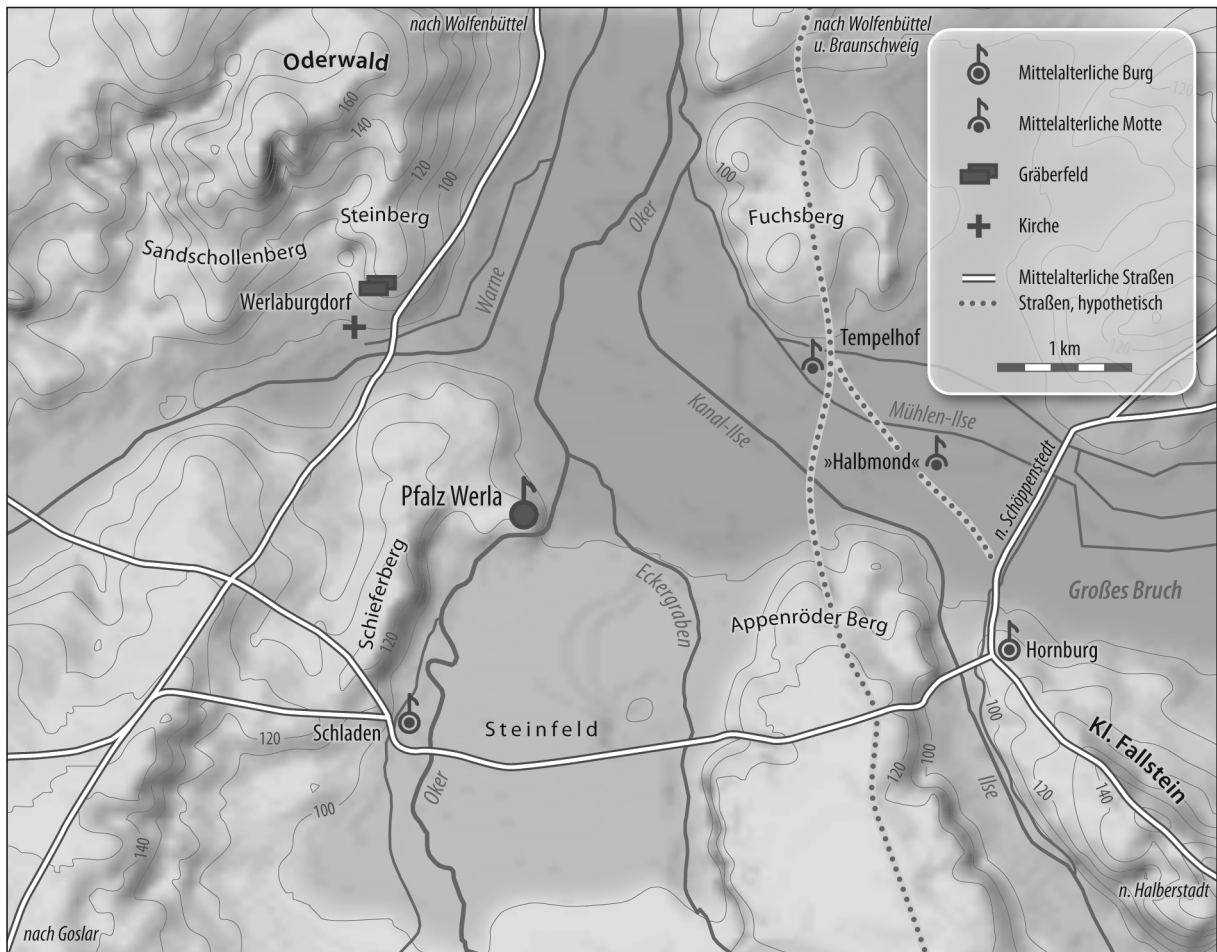 nach Wolfenbüttel
nach Wolfenbüttel
u. Braunschweig
Oderwald
160
140
120
100
Steinberg
Sandschollenberg
Werlaburgdorf
Warne
Oker
100
Fuchsberg
Mittelalterliche Burg
Mittelalterliche Motte
Gräberfeld
Kirche
Mittelalterliche Straßen
Straßen, hypothetisch
1 km
120
120
Tempelhof
Kanal-Ilse
Mühlen-Ilse
»Halbmond«
n. Schöppenstedt
Pfalz Werla
Schieferberg
120
Eckergraben
Appenröder Berg
Großes Bruch
Hornburg
Schladen
Steinfeld
120
100
Oker
140
120
100
Ilse
100
120
140
Kl. Fallstein
nach Goslar
n. Halberstadt